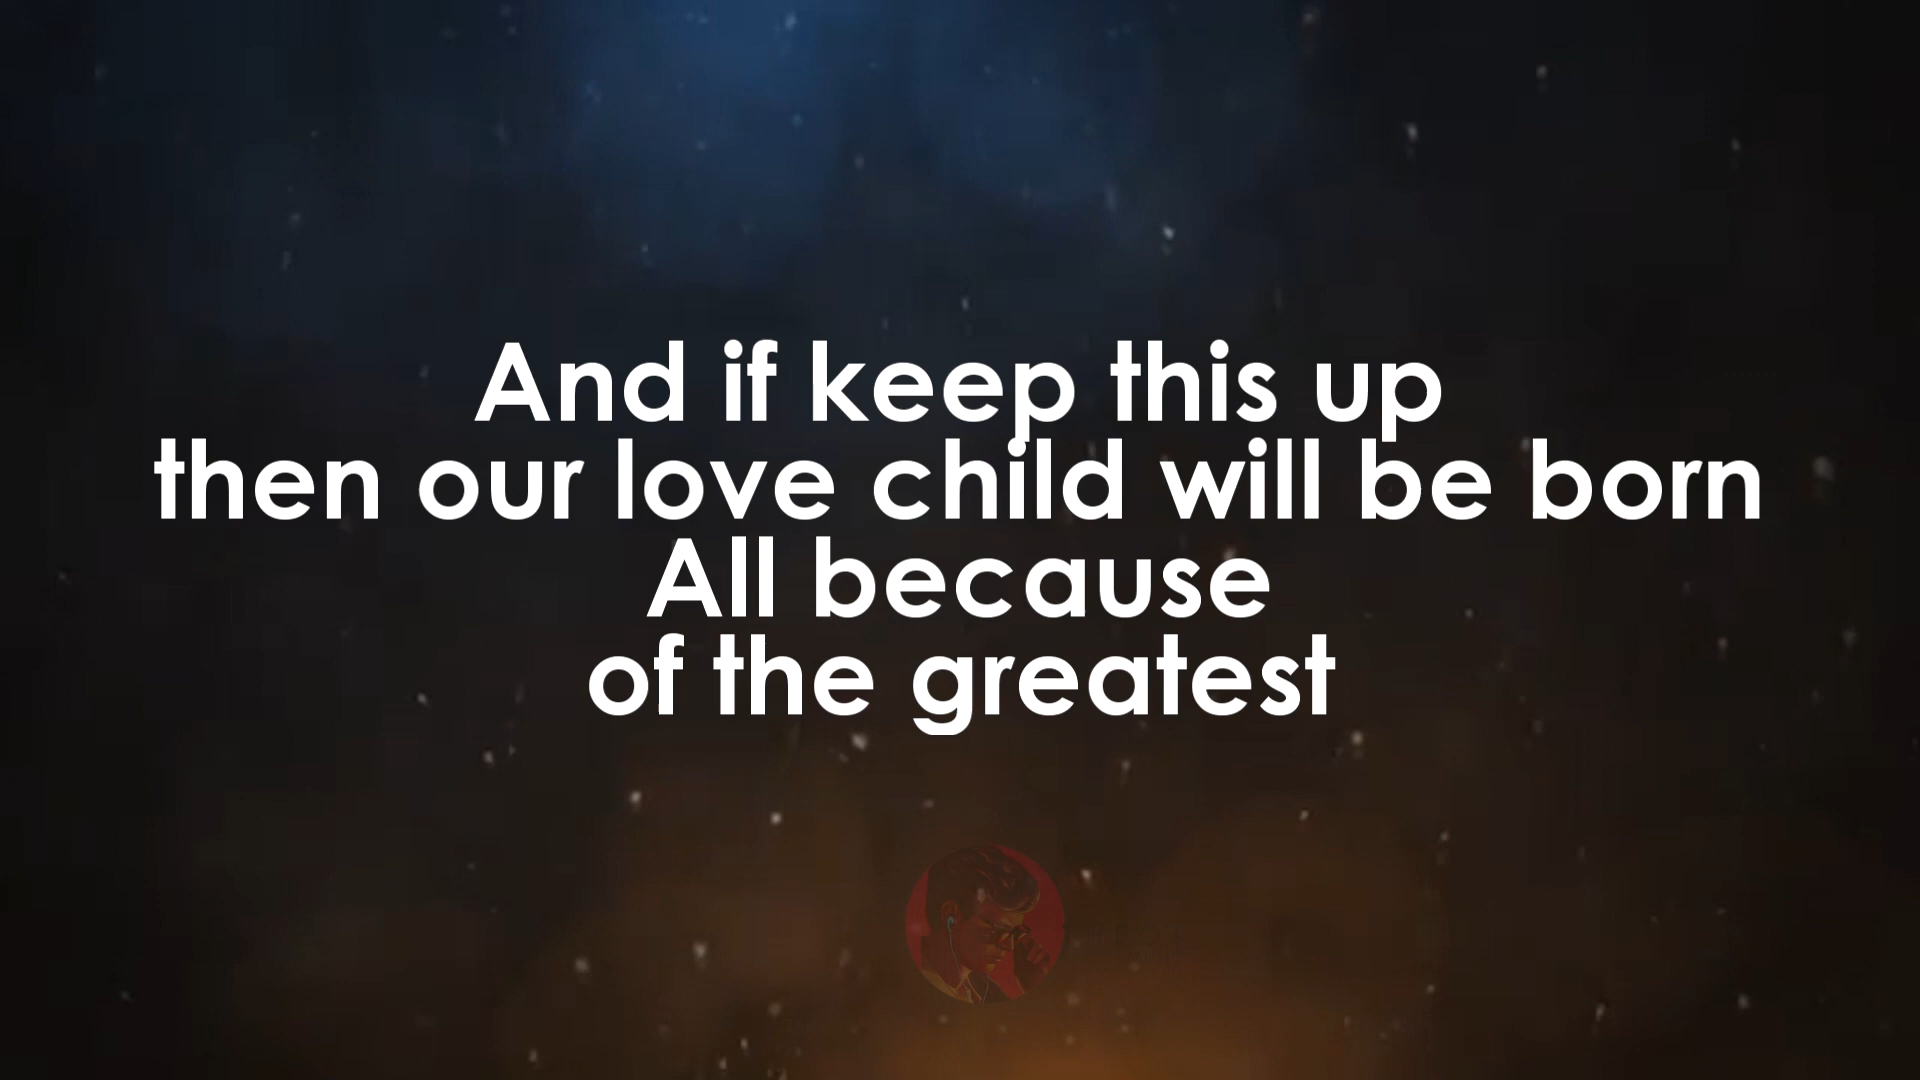 And if keep this up
then our love child will be born
All because
of the greatest